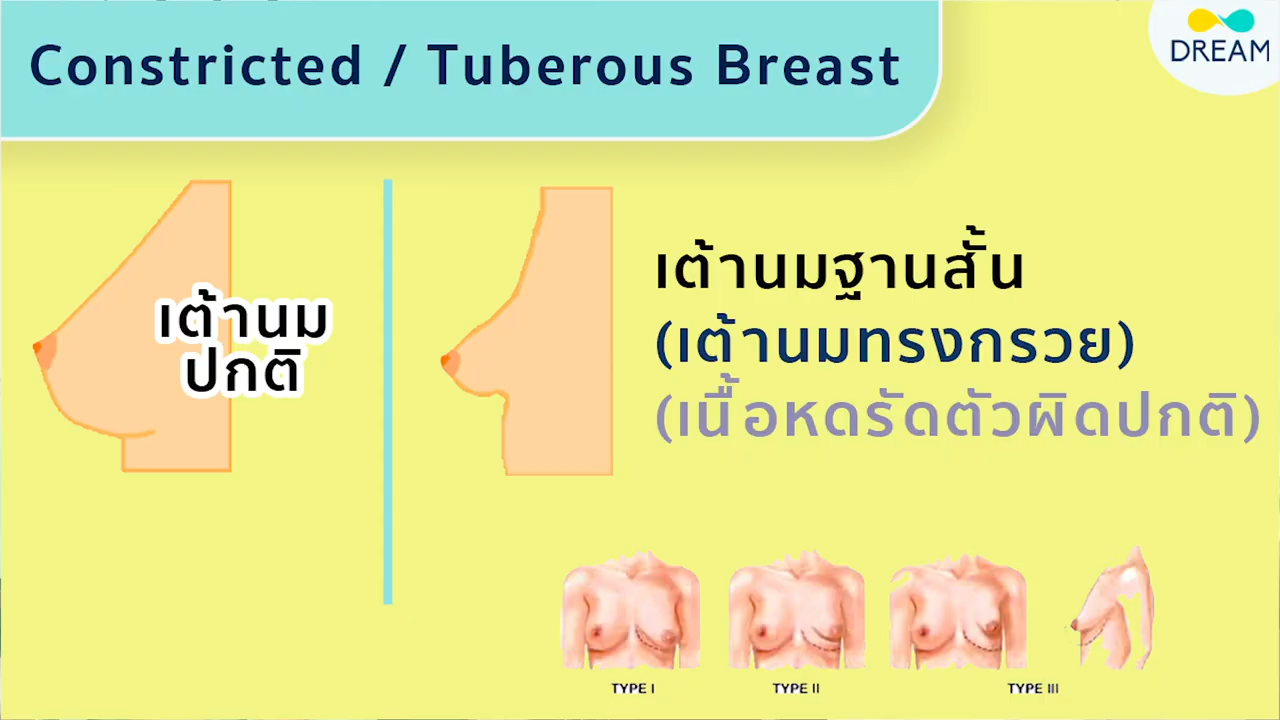 Constricted / Tuberous Breast
DREAM
เต้านม
ปกติ
เต้านมฐานสั้น
(เต้านมทรงกรวย)
(เนื้อหดรัดตัวผิดปกติ)
TYPE I
TYPE II
TYPE III